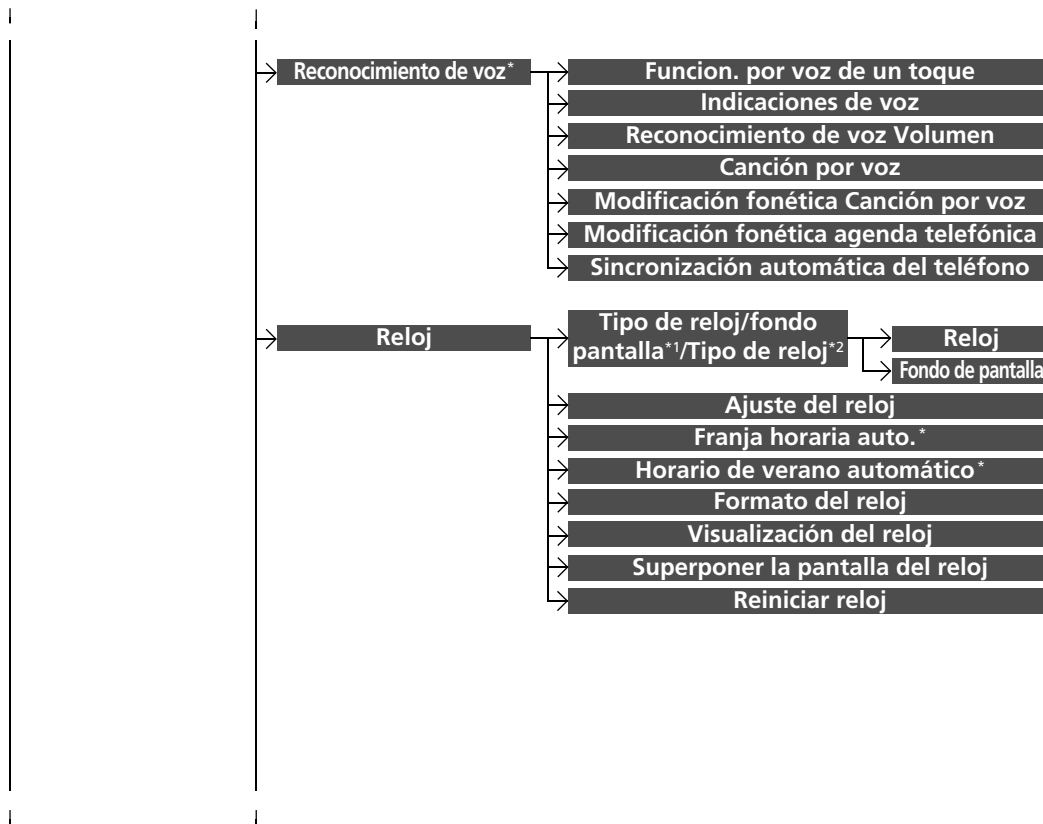 Reconocimiento de voz*
Funcion. por voz de un toque
Indicaciones de voz
Reconocimiento de voz Volumen
Canción por voz
Modificación fonética Canción por voz
Modificación fonética agenda telefónica
Sincronización automática del teléfono
Reloj
Tipo de reloj/fondo
pantalla*1/Tipo de reloj*2
Reloj
Fondo de pantalla
Ajuste del reloj
Franja horaria auto.*
Horario de verano automático*
Formato del reloj
Visualización del reloj
Superponer la pantalla del reloj
Reiniciar reloj